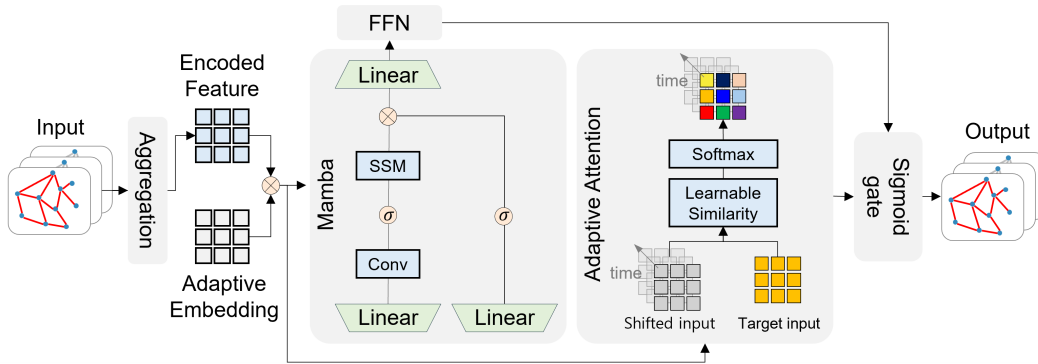 FFN
Encoded
Feature
Input
Aggregation
Adaptive
Embedding
Mamba
Linear
SSM
σ
σ
Conv
Linear
Linear
Adaptive Attention
time
Softmax
Learnable
Similarity
time
Shifted input
Target input
Sigmoid
gate
Output